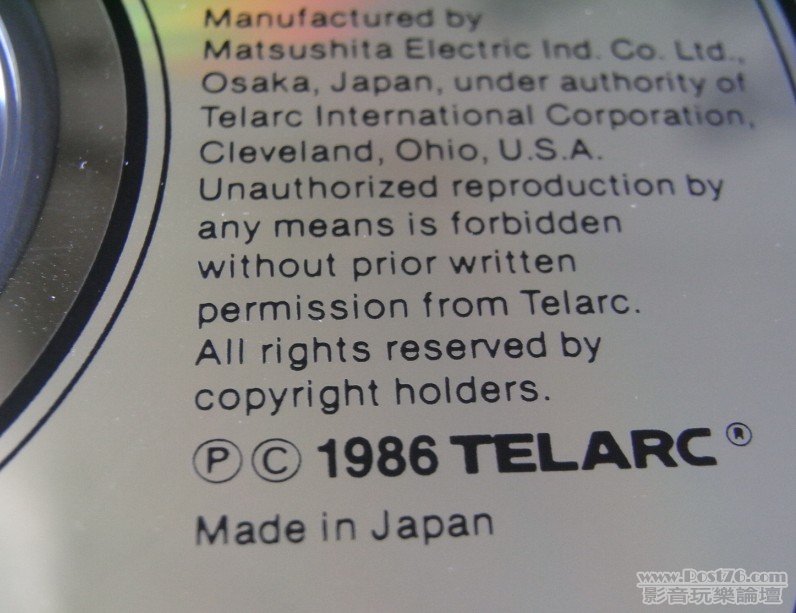 Manufactured by
Matsushita Electric Ind. Co. Ltd.,
Osaka, Japan, under authority of
Telarc International Corporation,
Cleveland, Ohio, U.S.A.
Unauthorized reproduction by
any means is forbidden
without prior written
permission from Telarc.
All rights reserved by
copyright holders.
Ⓟ Ⓒ 1986 TELARC®
Made in Japan
www.Post76.com
影音玩樂論壇